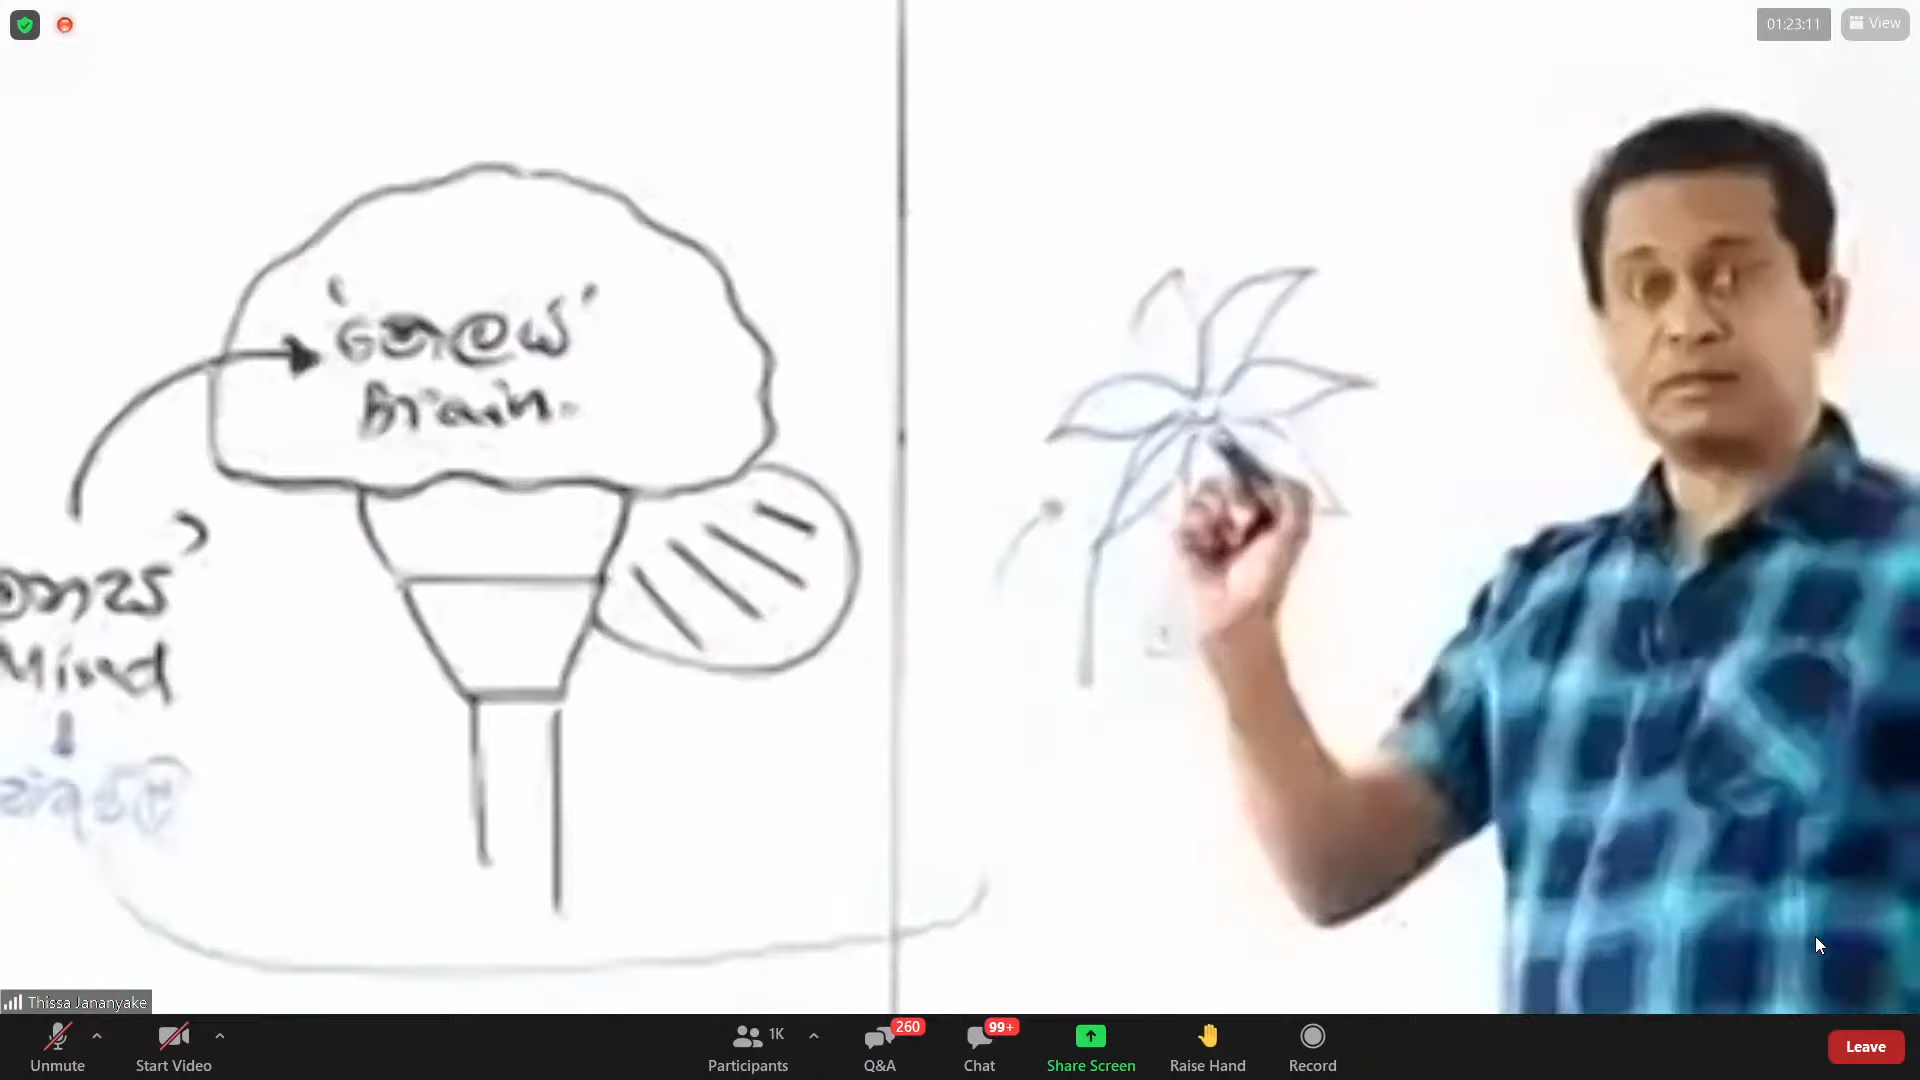 01:23:11
View
'නෙලය'
Brain.
මනස'
Mind
Thissa Jananyake
Unmute
Start Video
1K
Participants
260
Q&A
99+
Chat
Share Screen
Raise Hand
Record
Leave